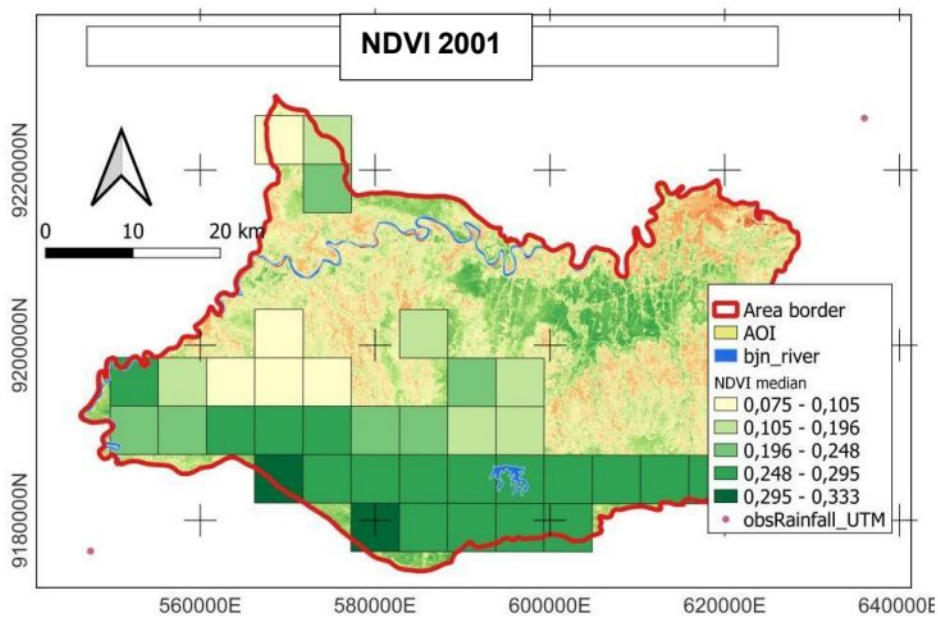 NDVI 2001
9220000N
9200000N
9180000N
0 10 20 km
Area border
AOI
bjn_river
NDVI median
0,075 - 0,105
0,105 - 0,196
0,196 - 0,248
0,248 - 0,295
0,295 - 0,333
obsRainfall_UTM
560000E 580000E 600000E 620000E 640000E